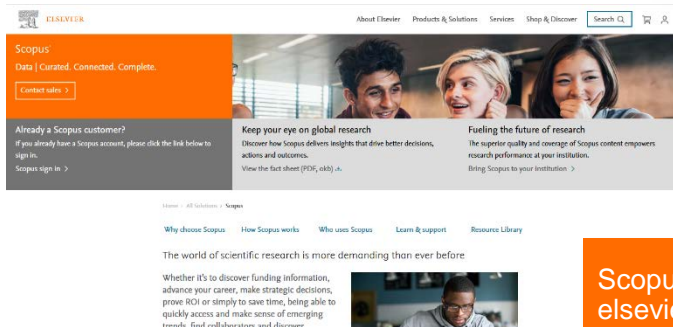 ELSEVIER
About Elsevier Products & Solutions Services Shop & Discover Search
Scopus
Data | Curated. Connected. Complete.
Contact sales >
Already a Scopus customer?
If you already have a Scopus account, please click the link below to
sign in.
Scopus sign in >
Keep your eye on global research
Discover how Scopus delivers insights that drive better decisions,
actions and outcomes.
View the fact sheet (PDF, 0kb)
Fueling the future of research
The superior quality and coverage of Scopus content empowers
research performance at your institution.
Bring Scopus to your institution >
Home > All Solutions > Scopus
Why choose Scopus How Scopus works Who uses Scopus Learn & support Resource Library
The world of scientific research is more demanding than ever before
Whether it's to discover funding information,
advance your career, make strategic decisions,
prove ROI or simply to save time, being able to
quickly access and make sense of emerging
trends, find collaborators and discover